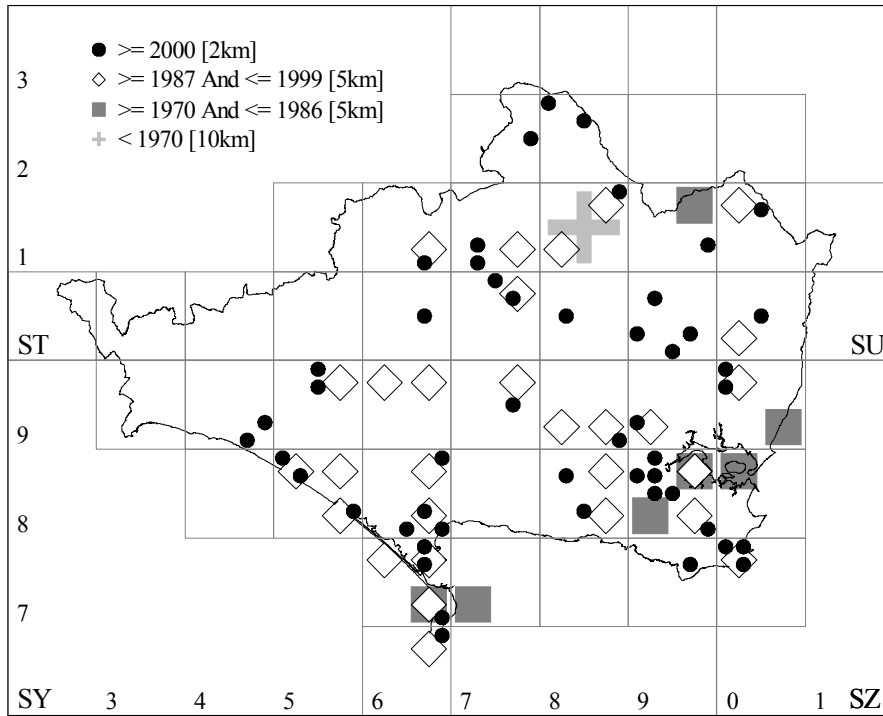 >= 2000 [2km]
>= 1987 And <= 1999 [5km]
>= 1970 And <= 1986 [5km]
< 1970 [10km]
3
2
1
ST SU
9
8
7
SY 3 4 5 6 7 8 9 0 1 SZ